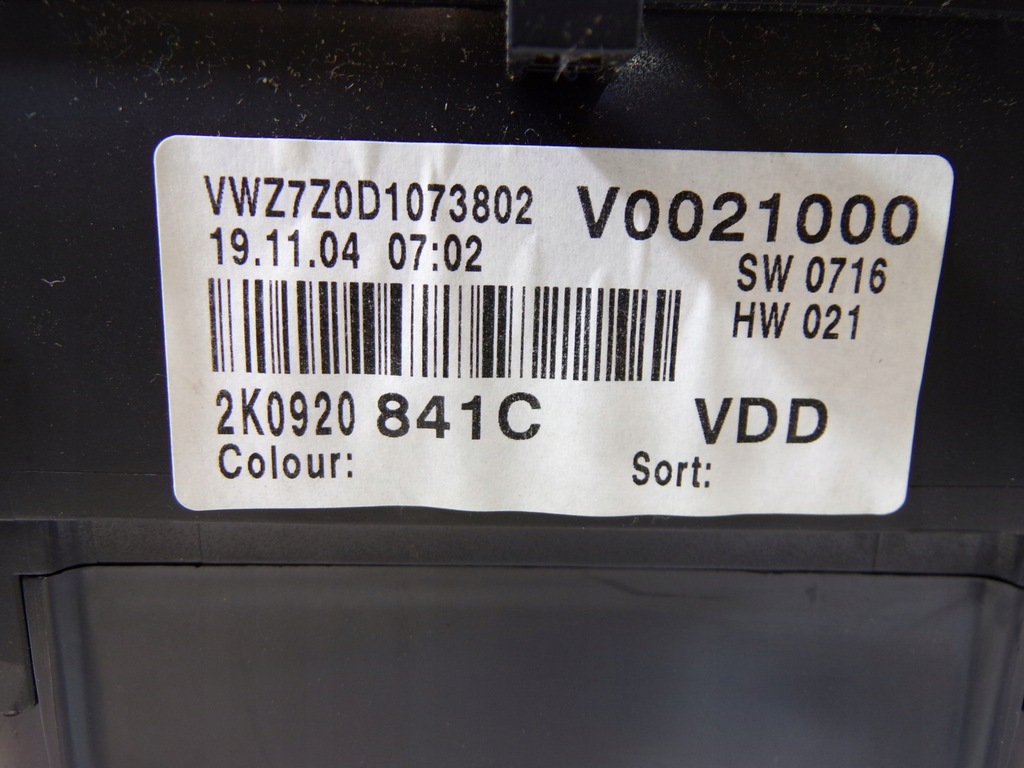 VWZ7Z0D1073802 V0021000
19.11.04 07:02 SW 0716
HW 021
2K0920 841C VDD
Colour: Sort: